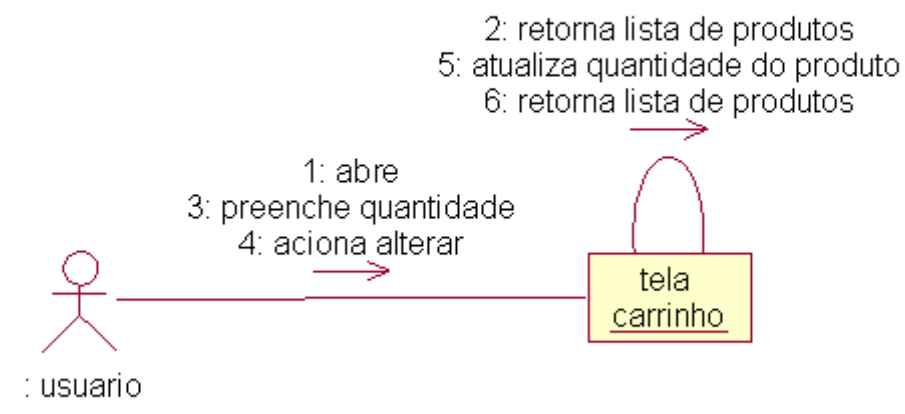 2: retorna lista de produtos
5: atualiza quantidade do produto
6: retorna lista de produtos
1: abre
3: preenche quantidade
4: aciona alterar
tela
carrinho
: usuario